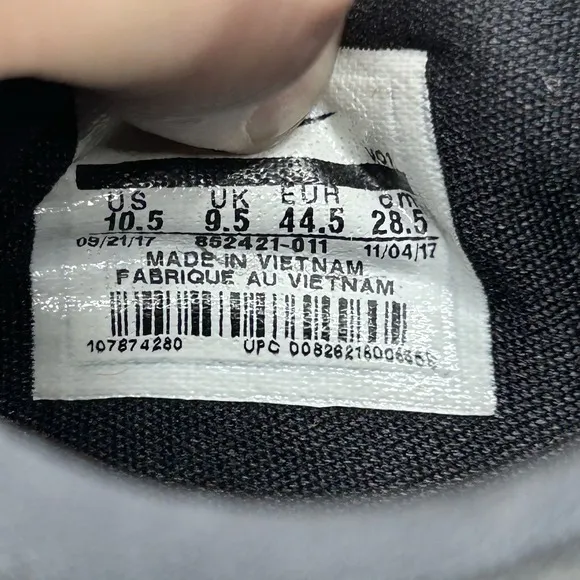 VO1
US UK EUR cm
10.5 9.5 44.5 28.5
09/21/17 852421-011 11/04/17
MADE IN VIETNAM
FABRIQUE AU VIETNAM
107874280 UPC